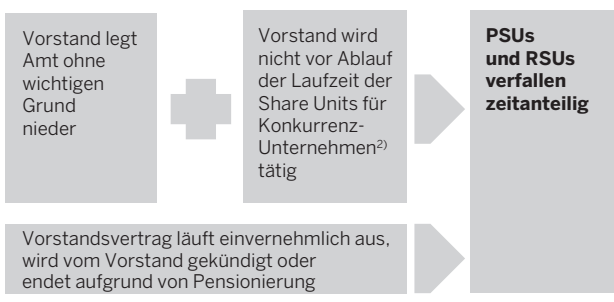 Vorstand legt
Amt ohne
wichtigen
Grund
nieder
Vorstand wird
nicht vor Ablauf
der Laufzeit der
Share Units für
Konkurrenz-
Unternehmen2)
tätig
PSUs
und RSUs
verfallen
zeitanteilig
Vorstandsvertrag läuft einvernehmlich aus,
wird vom Vorstand gekündigt oder
endet aufgrund von Pensionierung